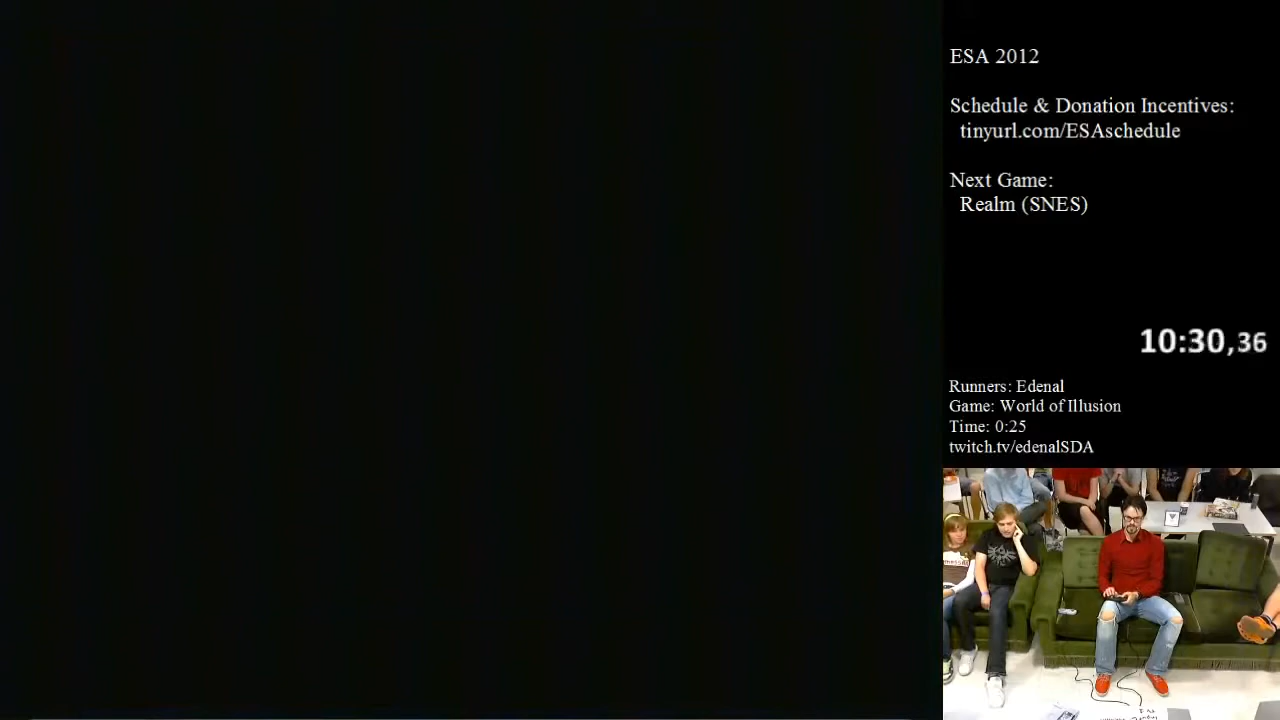 ESA 2012
Schedule & Donation Incentives:
tinyurl.com/ESAschedule
Next Game:
Realm (SNES)
10:30,36
Runners: Edenal
Game: World of Illusion
Time: 0:25
twitch.tv/edenalSDA